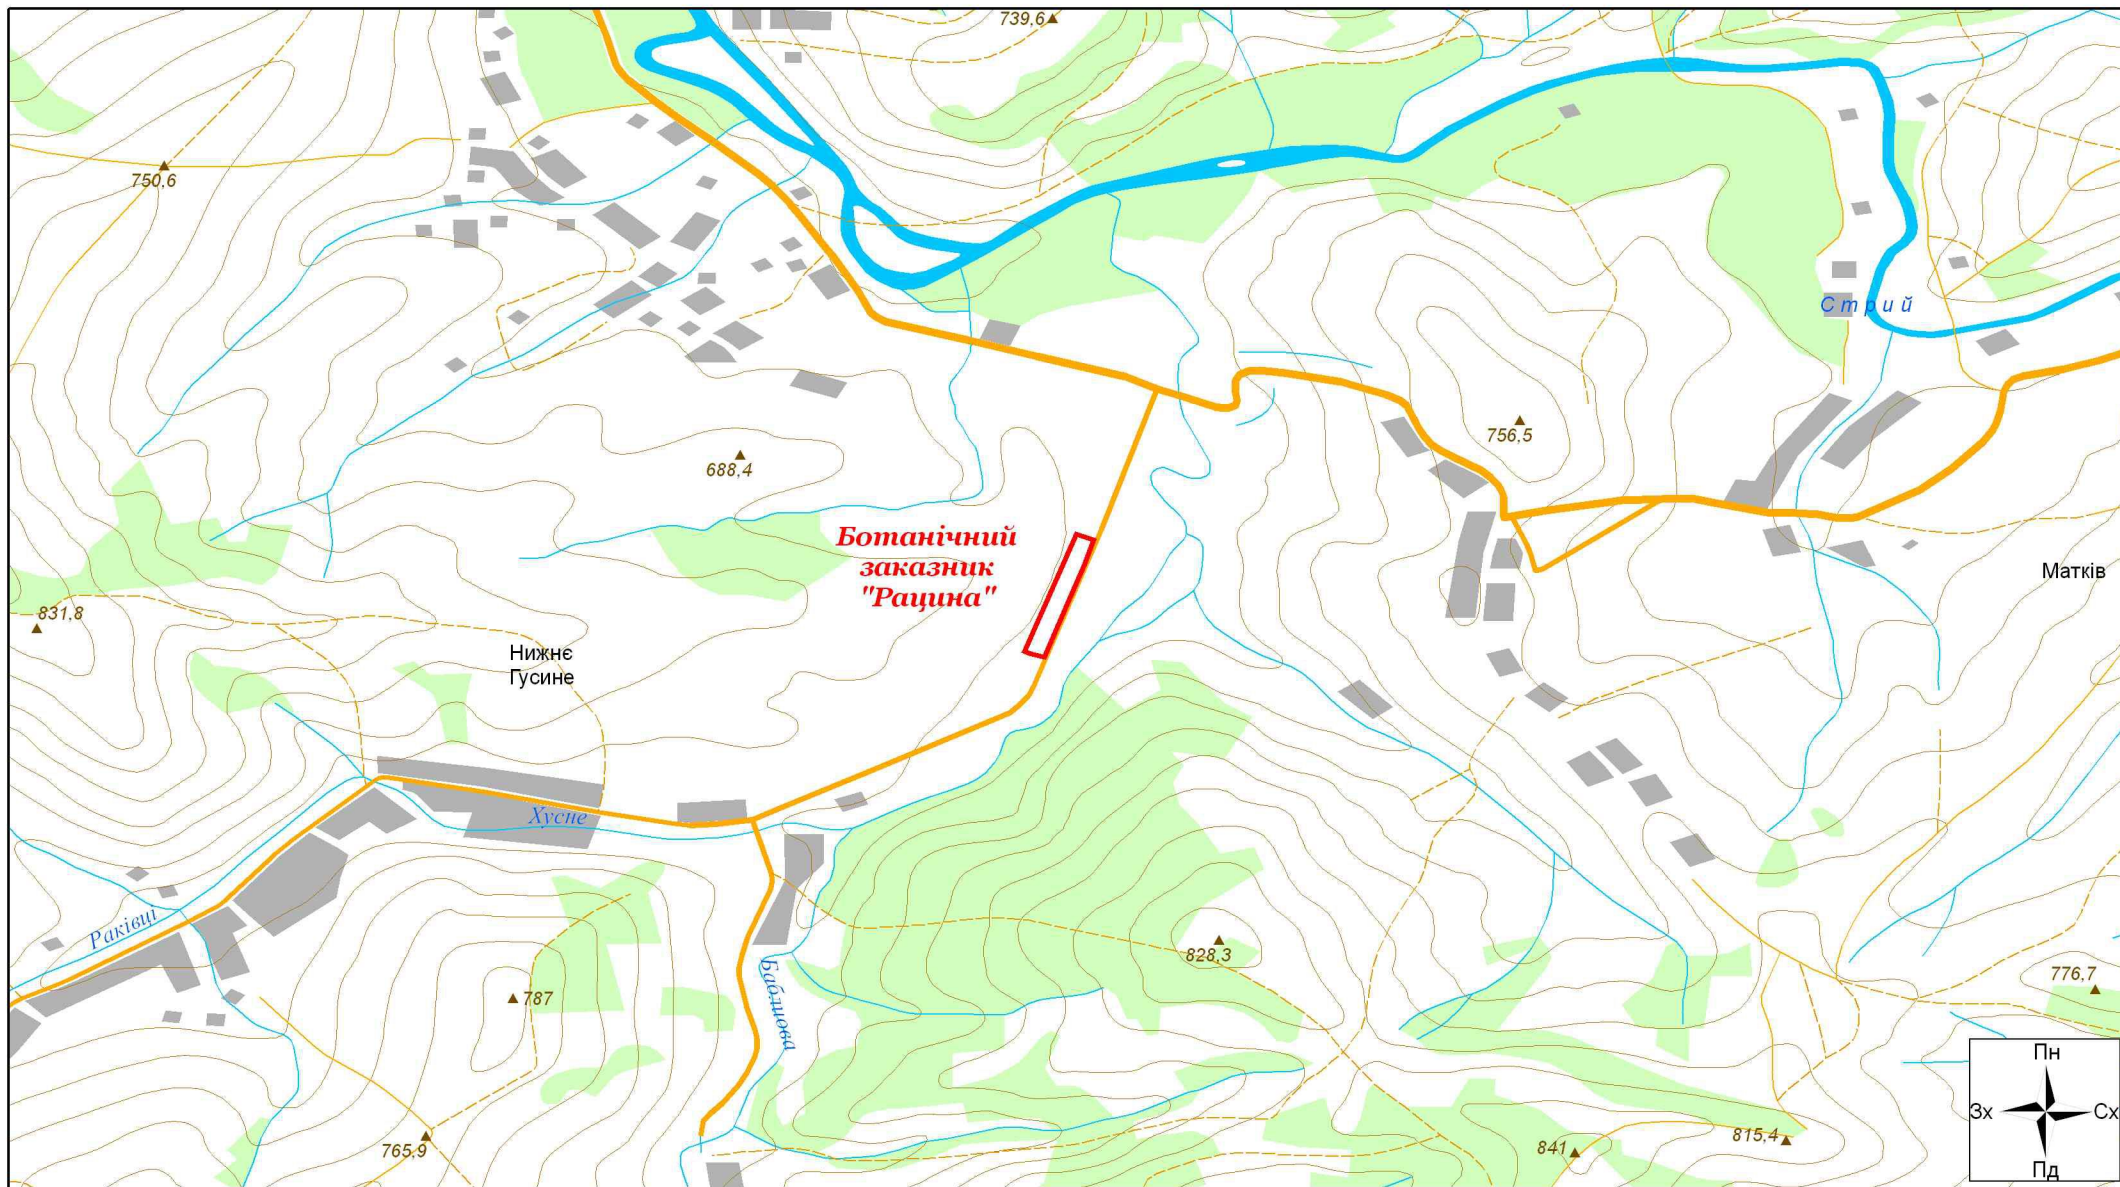 739,6
750,6
Стрий
756,5
688,4
Ботанічний
заказник
"Рацина"
Матків
831,8
Нижнє
Гусине
Хусне
Раківці
828,3
Бабциова
776,7
787
Пн
Зх
Сх
Пд
765,9
841
815,4